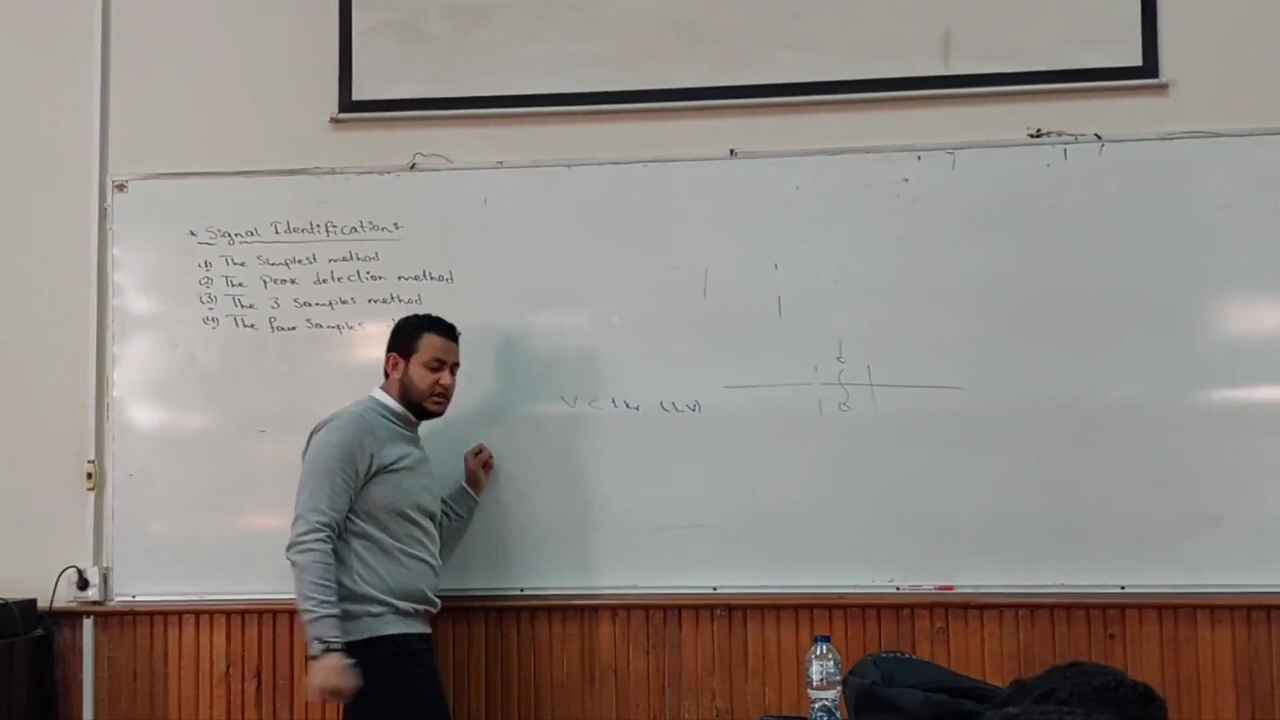 * Signal Identification:-
(1) The Simplest method
(2) The Peak detection method
(3) The 3 Samples method
(4) The four Samples
V < 1kv (LV)